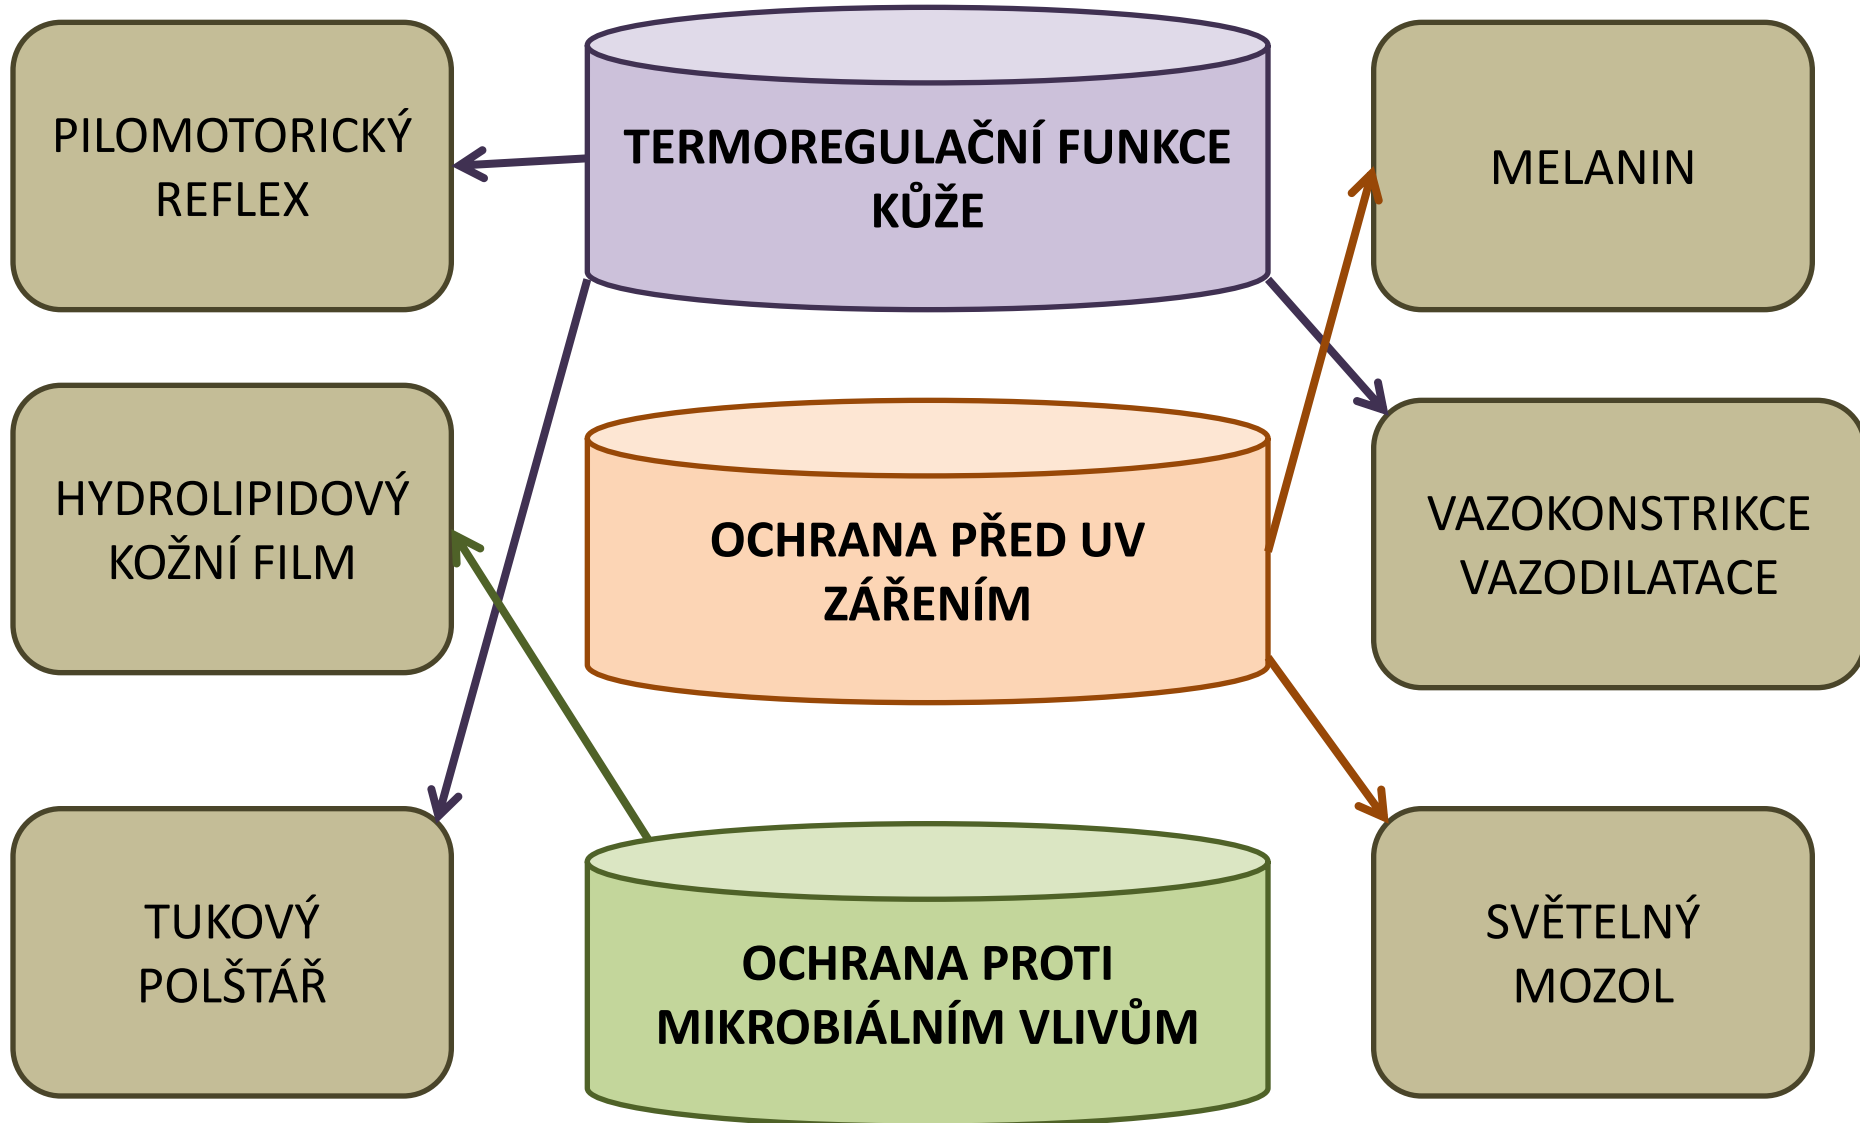 PILOMOTORICKÝ
REFLEX
TERMOREGULAČNÍ FUNKCE
KŮŽE
MELANIN
HYDROLIPIDOVÝ
KOŽNÍ FILM
OCHRANA PŘED UV
ZÁŘENÍM
VAZOKONSTRIKCE
VAZODILATACE
TUKOVÝ
POLŠTÁŘ
OCHRANA PROTI
MIKROBIÁLNÍM VLIVŮM
SVĚTELNÝ
MOZOL